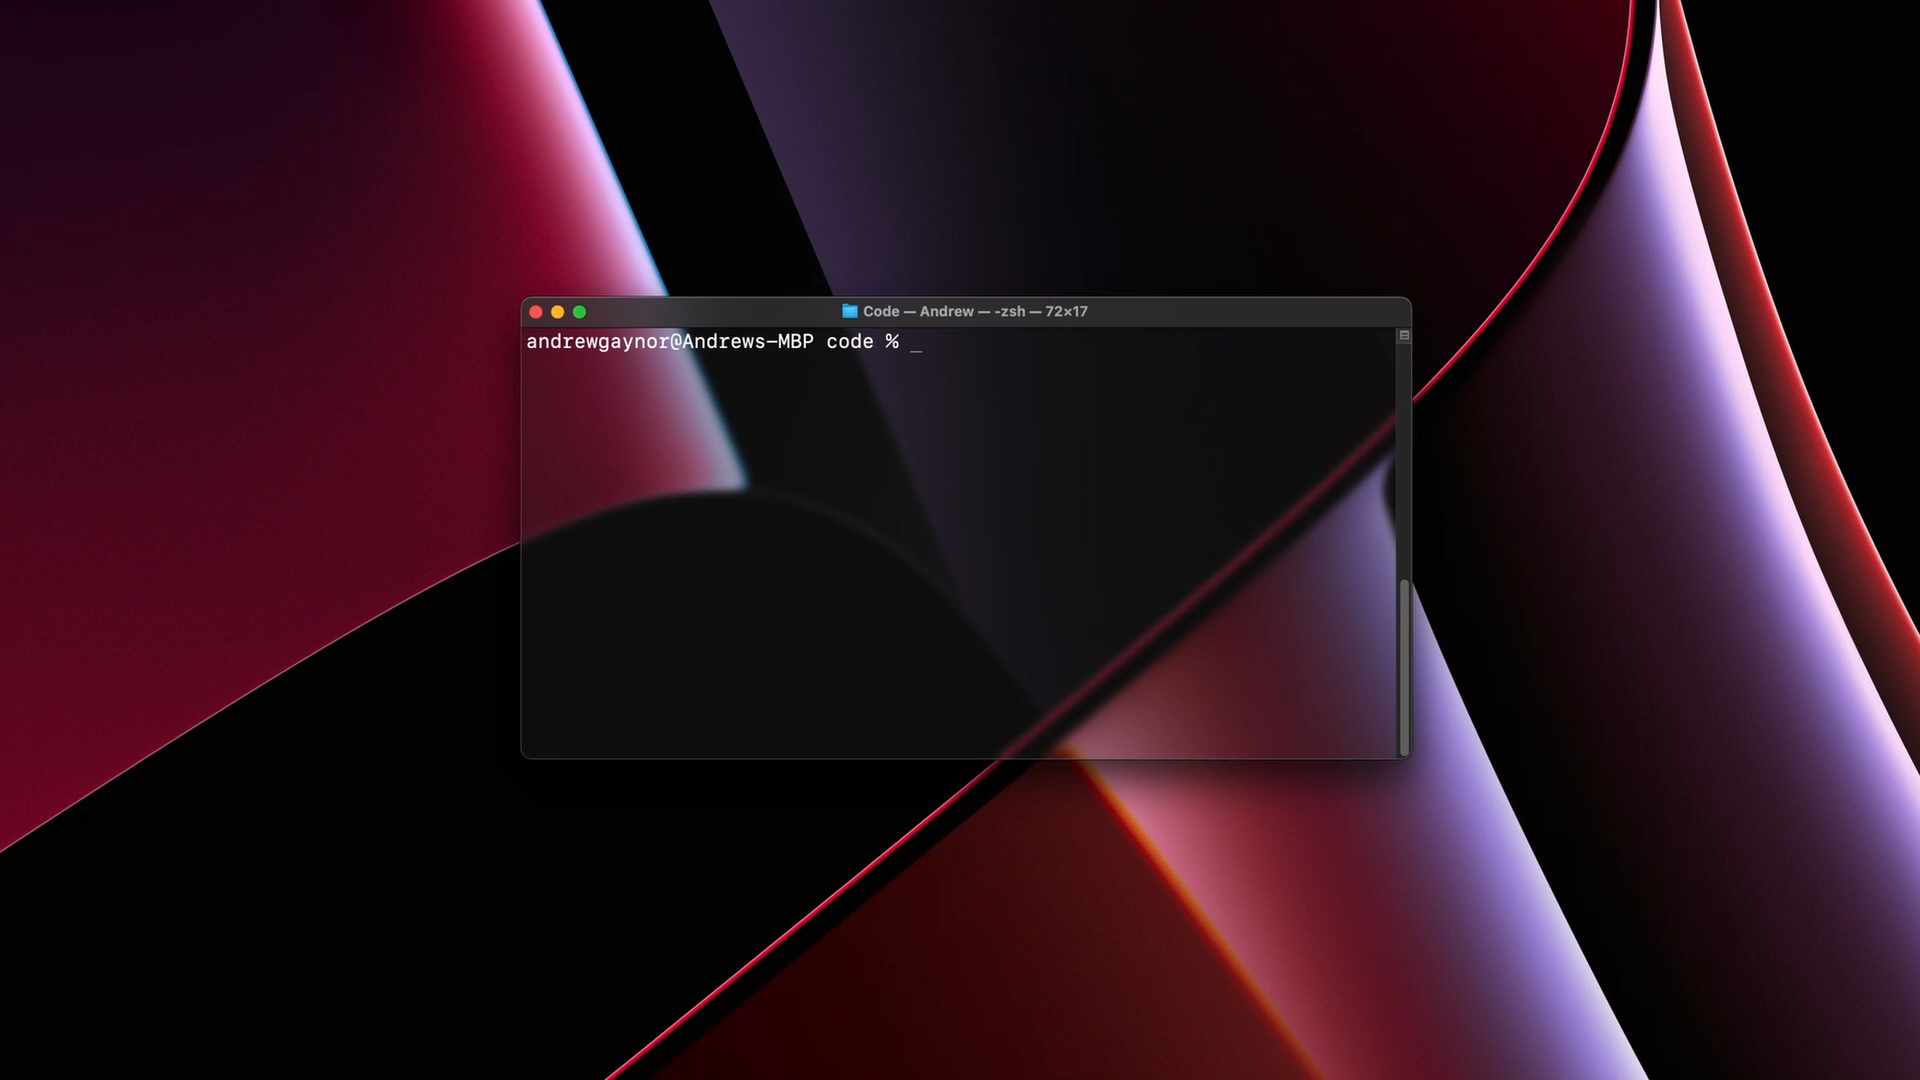 Code — Andrew — -zsh — 72×17
andrewgaynor@Andrews-MBP code % _